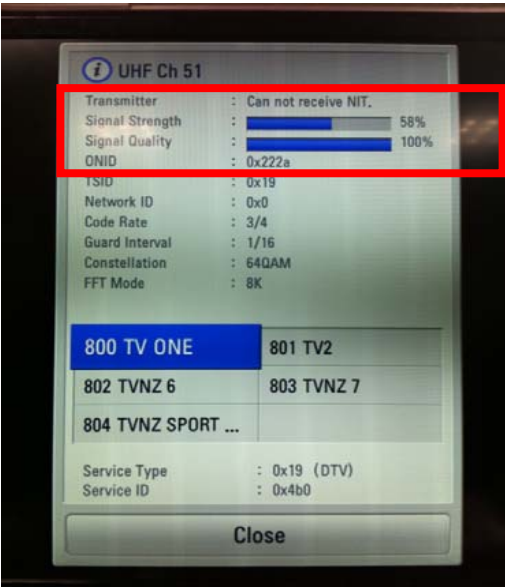 i UHF Ch 51
Transmitter : Can not receive NIT.
Signal Strength : 58%
Signal Quality : 100%
ONID : 0x222a
TSID : 0x19
Network ID : 0x0
Code Rate : 3/4
Guard Interval : 1/16
Constellation : 64QAM
FFT Mode : 8K
800 TV ONE 801 TV2
802 TVNZ 6 803 TVNZ 7
804 TVNZ SPORT ...
Service Type : 0x19 (DTV)
Service ID : 0x4b0
Close